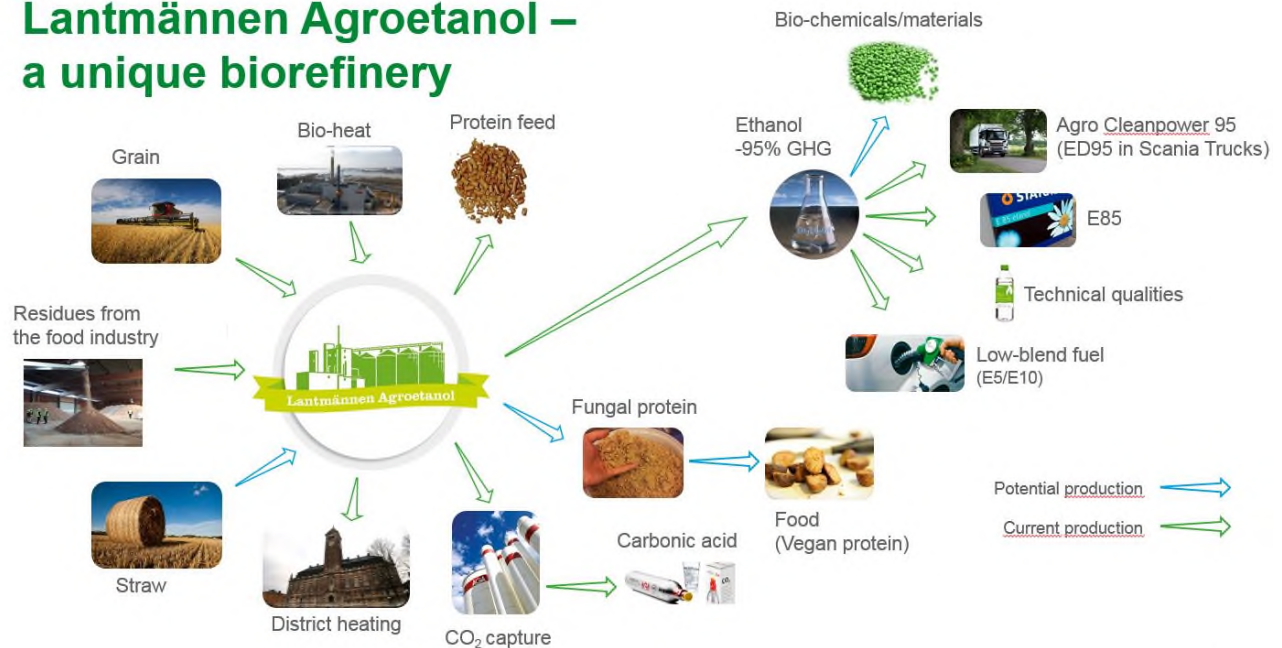 Lantmännen Agroetanol –
a unique biorefinery
Bio-chemicals/materials
Grain
Bio-heat
Protein feed
Ethanol
-95% GHG
Agro Cleanpower 95
(ED95 in Scania Trucks)
E85
Technical qualities
Low-blend fuel
(E5/E10)
Residues from
the food industry
Lantmännen Agroetanol
Fungal protein
Food
(Vegan protein)
Straw
District heating
CO₂ capture
AGA
Carbonic acid
Potential production
Current production